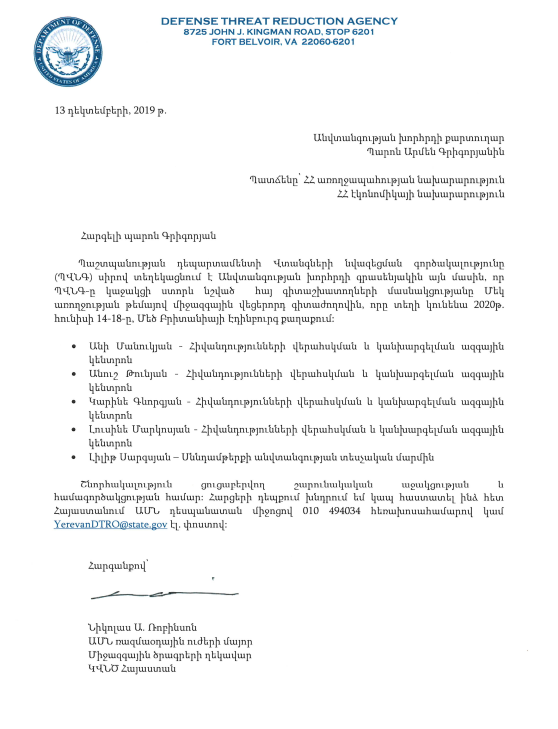 DEFENSE THREAT REDUCTION AGENCY
8725 JOHN J. KINGMAN ROAD, STOP 6201
FORT BELVOIR, VA 22060-6201
DEPARTMENT OF DEFENSE
UNITED STATES OF AMERICA
13 դեկտեմբերի, 2019 թ.
Անվտանգության խորհրդի քարտուղար
Պարոն Արմեն Գրիգորյանին
Պատճենը՝ ՀՀ առողջապահության նախարարություն
ՀՀ էկոնոմիկայի նախարարություն
Հարգելի պարոն Գրիգորյան
Պաշտպանության դեպարտամենտի Վտանգների նվազեցման գործակալությունը
(ՊՎՆԳ) սիրով տեղեկացնում է Անվտանգության խորհրդի գրասենյակին այն մասին, որ
ՊՎՆԳ-ը կաջակցի ստորև նշված հայ գիտաշխատողների մասնակցությանը Մեկ
առողջության թեմայով միջազգային վեցերորդ գիտաժողովին, որը տեղի կունենա 2020թ.
հունիսի 14-18-ը, Մեծ Բրիտանիայի Էդինբուրգ քաղաքում:
• Անի Մանուկյան - Հիվանդությունների վերահսկման և կանխարգելման ազգային
կենտրոն
• Անուշ Թունյան - Հիվանդությունների վերահսկման և կանխարգելման ազգային
կենտրոն
• Կարինե Գևորգյան - Հիվանդությունների վերահսկման և կանխարգելման ազգային
կենտրոն
• Լուսինե Մարկոսյան - Հիվանդությունների վերահսկման և կանխարգելման ազգային
կենտրոն
• Լիլիթ Սարգսյան – Սննդամթերքի անվտանգության տեսչական մարմին
Շնորհակալություն ցուցաբերվող շարունակական աջակցության և
համագործակցության համար: Հարցերի դեպքում խնդրում եմ կապ հաստատել ինձ հետ
Հայաստանում ԱՄՆ դեսպանատան միջոցով 010 494034 հեռախոսահամարով կամ
YerevanDTRO@state.gov էլ. փոստով:
Հարգանքով՝
Նիկոլաս Ա. Ռոբինսոն
ԱՄՆ ռազմաօդային ուժերի մայոր
Միջազգային ծրագրերի ղեկավար
ԿՎՆԾ Հայաստան